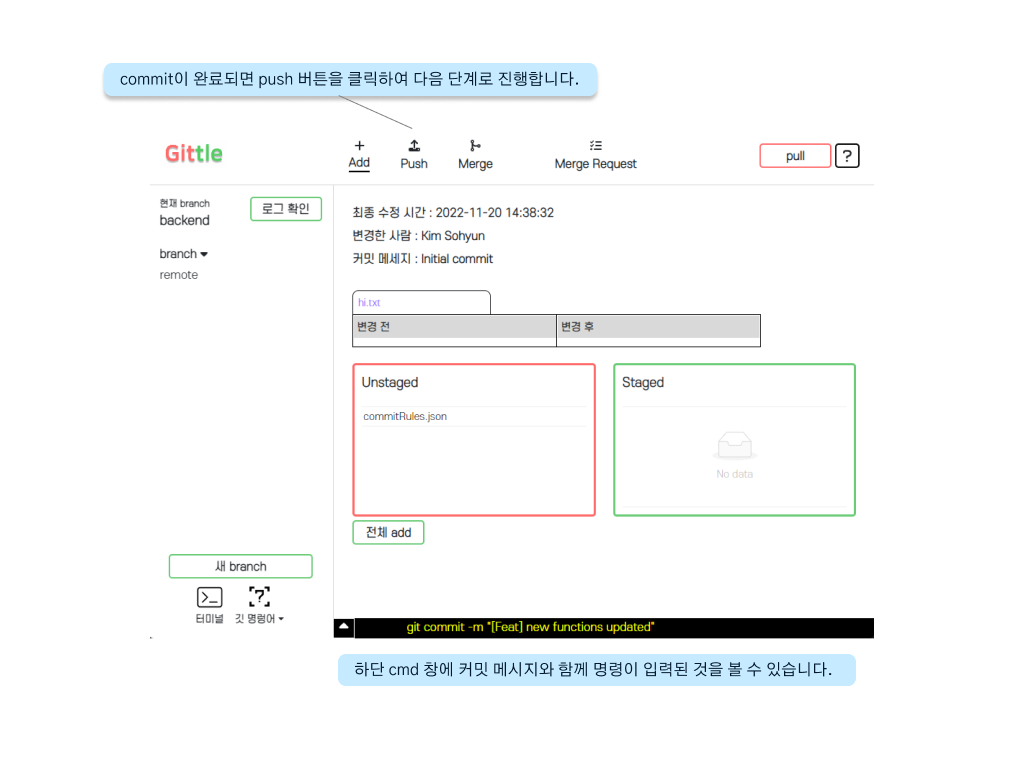 commit이 완료되면 push 버튼을 클릭하여 다음 단계로 진행합니다.
Gittle
Add Push Merge Merge Request
pull ?
현재 branch
backend
로그 확인
branch
remote
최종 수정 시간 : 2022-11-20 14:38:32
변경한 사람 : Kim Sohyun
커밋 메세지 : Initial commit
hi.txt
변경 전 변경 후
Unstaged
commitRules.json
Staged
No data
전체 add
새 branch
터미널 깃 명령어
git commit -m "[Feat] new functions updated"
하단 cmd 창에 커밋 메시지와 함께 명령이 입력된 것을 볼 수 있습니다.